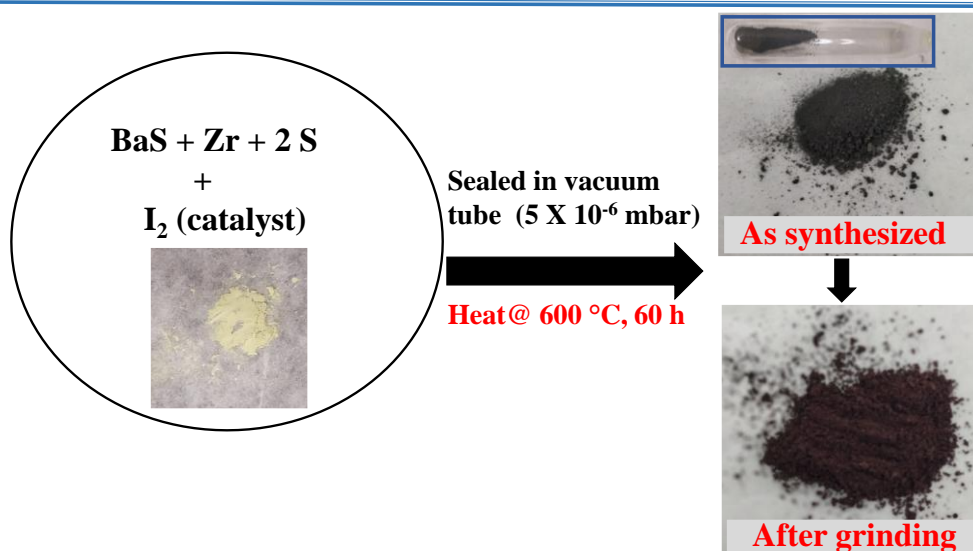 BaS + Zr + 2 S
+
I₂ (catalyst)
Sealed in vacuum
tube (5 X 10⁻⁶ mbar)
Heat@ 600 °C, 60 h
As synthesized
After grinding